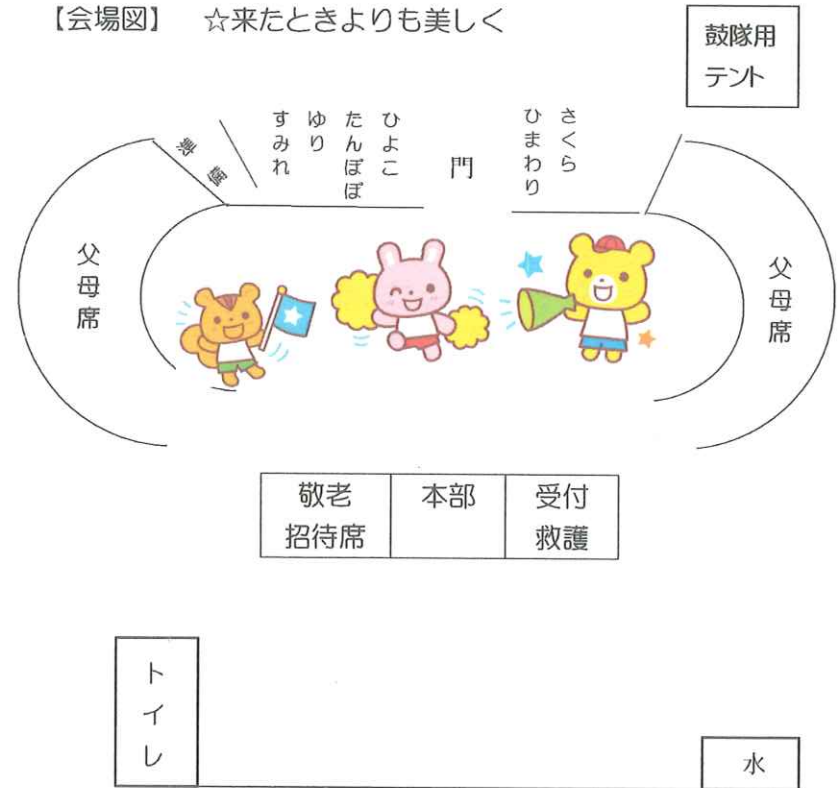 【会場図】 ☆来たときよりも美しく
鼓隊用
テント
すみれ
ゆり
たんぽぽ
ひよこ
門
ひまわり
さくら
父母席
父母席
敬老
招待席
本部
受付
救護
トイレ
水